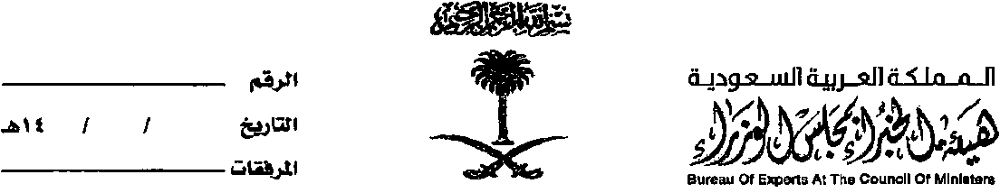 بسم الله الرحمن الرحيم
المملكة العربية السعودية
هيئة الخبراء بمجلس الوزراء
Bureau Of Experts At The Council Of Ministers
الرقم
التاريخ / / ١٤هـ
المرفقات